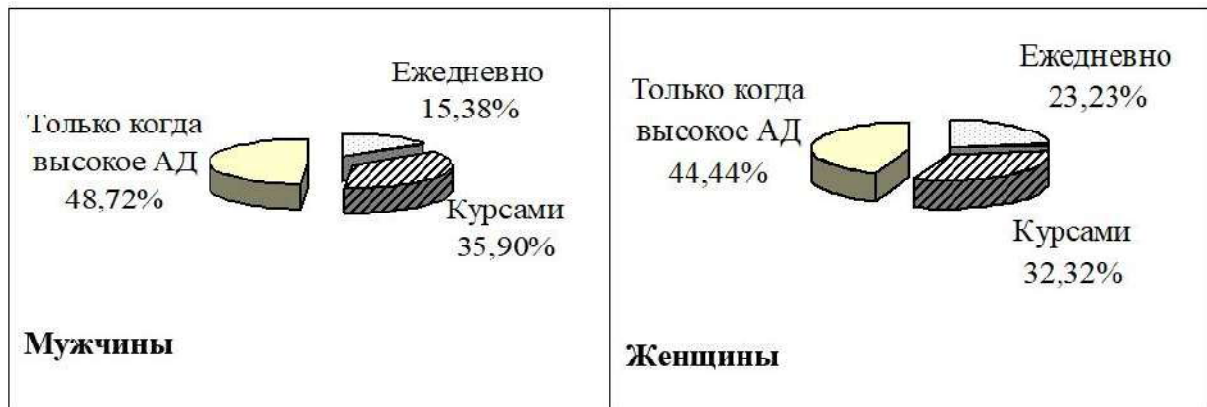 Ежедневно
15,38%
Только когда
высокое АД
48,72%
Курсами
35,90%
Мужчины
Ежедневно
23,23%
Только когда
высокос АД
44,44%
Курсами
32,32%
Женщины